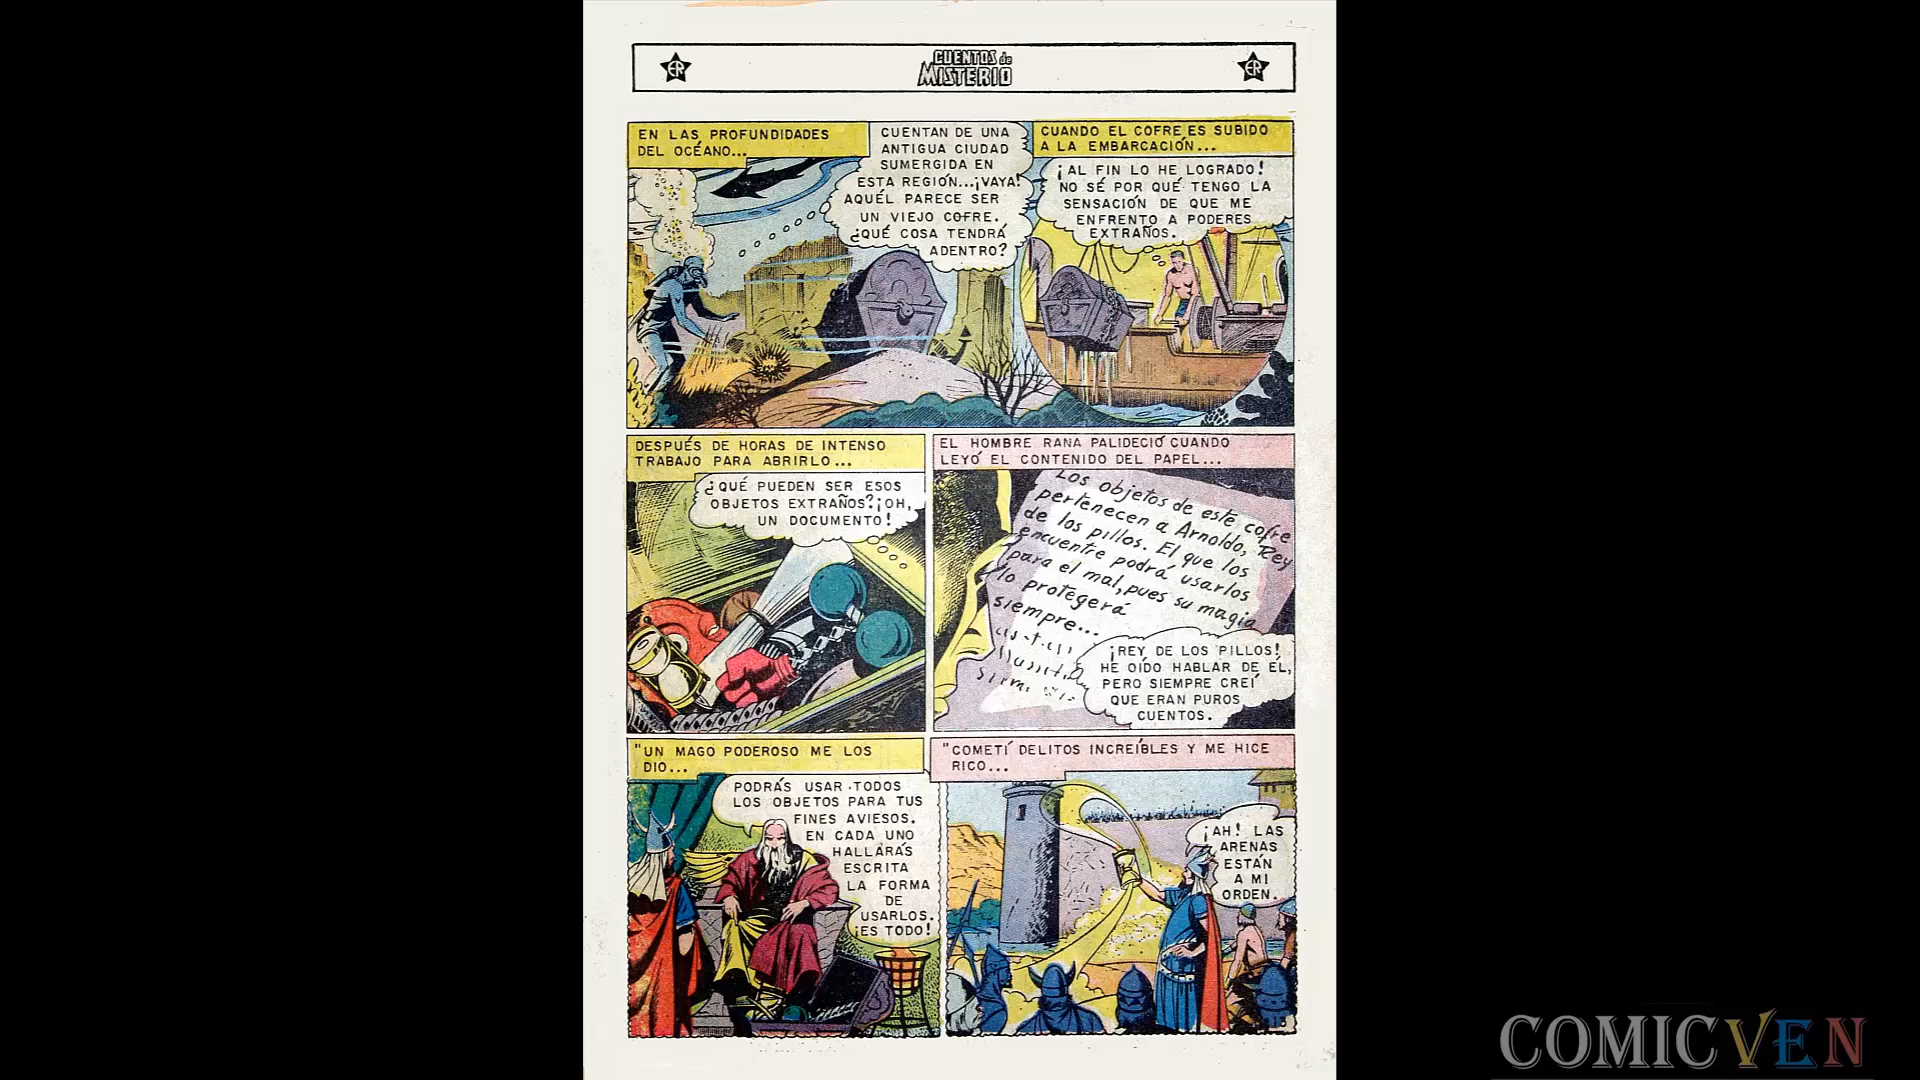 ER
CUENTOS de
MISTERIO
ER
EN LAS PROFUNDIDADES
DEL OCÉANO...
CUENTAN DE UNA
ANTIGUA CIUDAD
SUMERGIDA EN
ESTA REGIÓN...¡VAYA!
AQUÉL PARECE SER
UN VIEJO COFRE.
¿QUÉ COSA TENDRÁ
ADENTRO?
CUANDO EL COFRE ES SUBIDO
A LA EMBARCACIÓN...
¡AL FIN LO HE LOGRADO!
NO SÉ POR QUÉ TENGO LA
SENSACIÓN DE QUE ME
ENFRENTO A PODERES
EXTRAÑOS.
DESPUÉS DE HORAS DE INTENSO
TRABAJO PARA ABRIRLO...
¿QUÉ PUEDEN SER ESOS
OBJETOS EXTRAÑOS?¡OH,
UN DOCUMENTO!
EL HOMBRE RANA PALIDECIÓ CUANDO
LEYÓ EL CONTENIDO DEL PAPEL...
Los objetos de este cofre
pertenecen a Arnoldo, Rey
de los pillos. El que los
encuentre podrá usarlos
para el mal, pues su magia
lo protegerá
siempre...
¡REY DE LOS PILLOS!
HE OÍDO HABLAR DE ÉL,
PERO SIEMPRE CREÍ
QUE ERAN PUROS
CUENTOS.
"UN MAGO PODEROSO ME LOS
DIO...
PODRÁS USAR TODOS
LOS OBJETOS PARA TUS
FINES AVIESOS.
EN CADA UNO
HALLARÁS
ESCRITA
LA FORMA
DE
USARLOS.
¡ES TODO!
"COMETÍ DELITOS INCREÍBLES Y ME HICE
RICO...
¡AH! LAS
ARENAS
ESTÁN
A MI
ORDEN.
COMICVEN